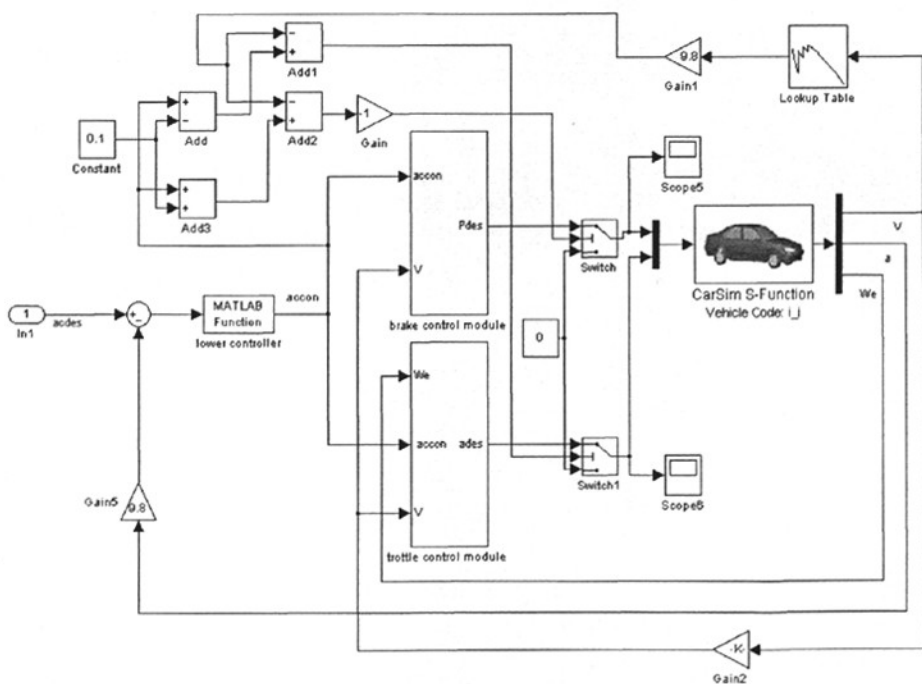 Add1
9.8
Gain1
Lookup Table
0.1
Constant
Add
Add2
-1
Gain
Add3
accon
Pdes
V
brake control module
Switch
Scope5
CarSim S-Function
Vehicle Code: i_i
V
a
We
1
In1
acdes
MATLAB
Function
lower controller
accon
0
We
accon
ades
V
trottle control module
Switch1
Scope6
Gain5
9.8
-K-
Gain2